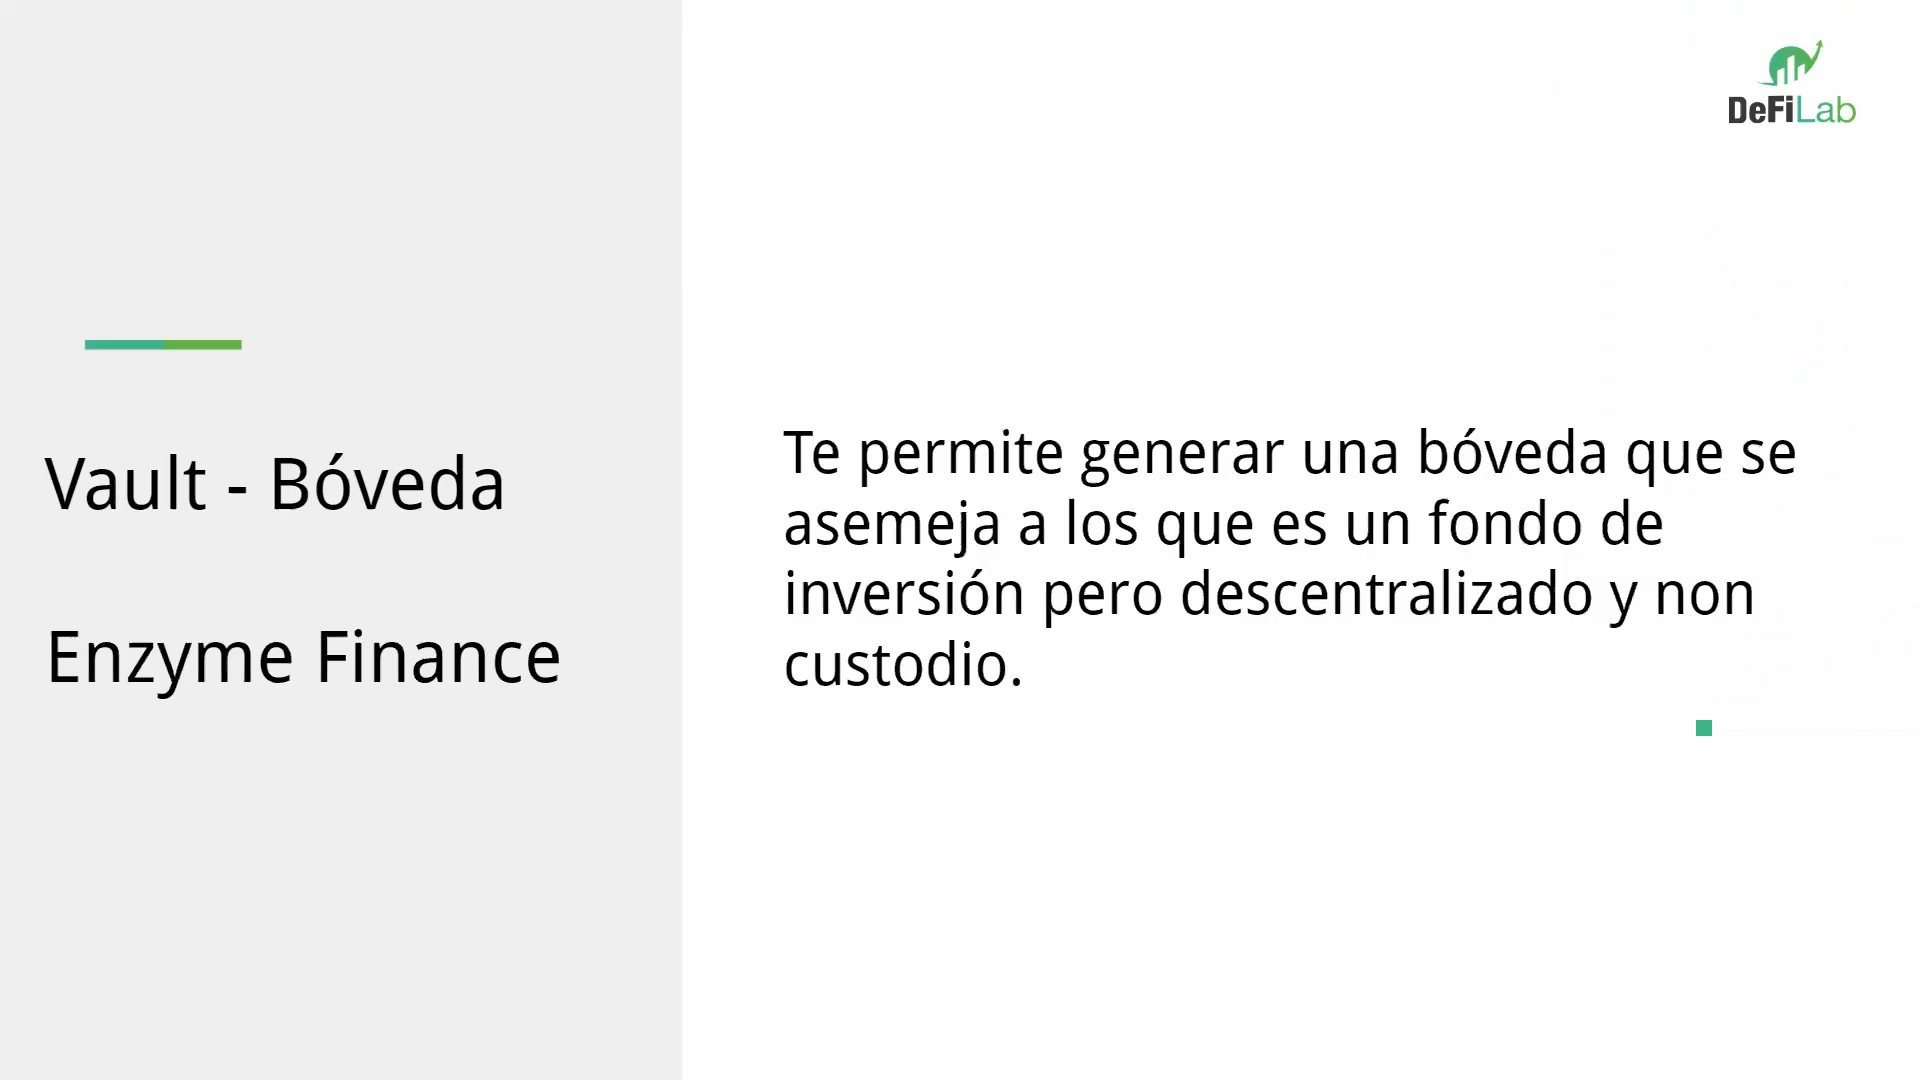 DeFiLab
Vault - Bóveda
Enzyme Finance
Te permite generar una bóveda que se
asemeja a los que es un fondo de
inversión pero descentralizado y non
custodio.